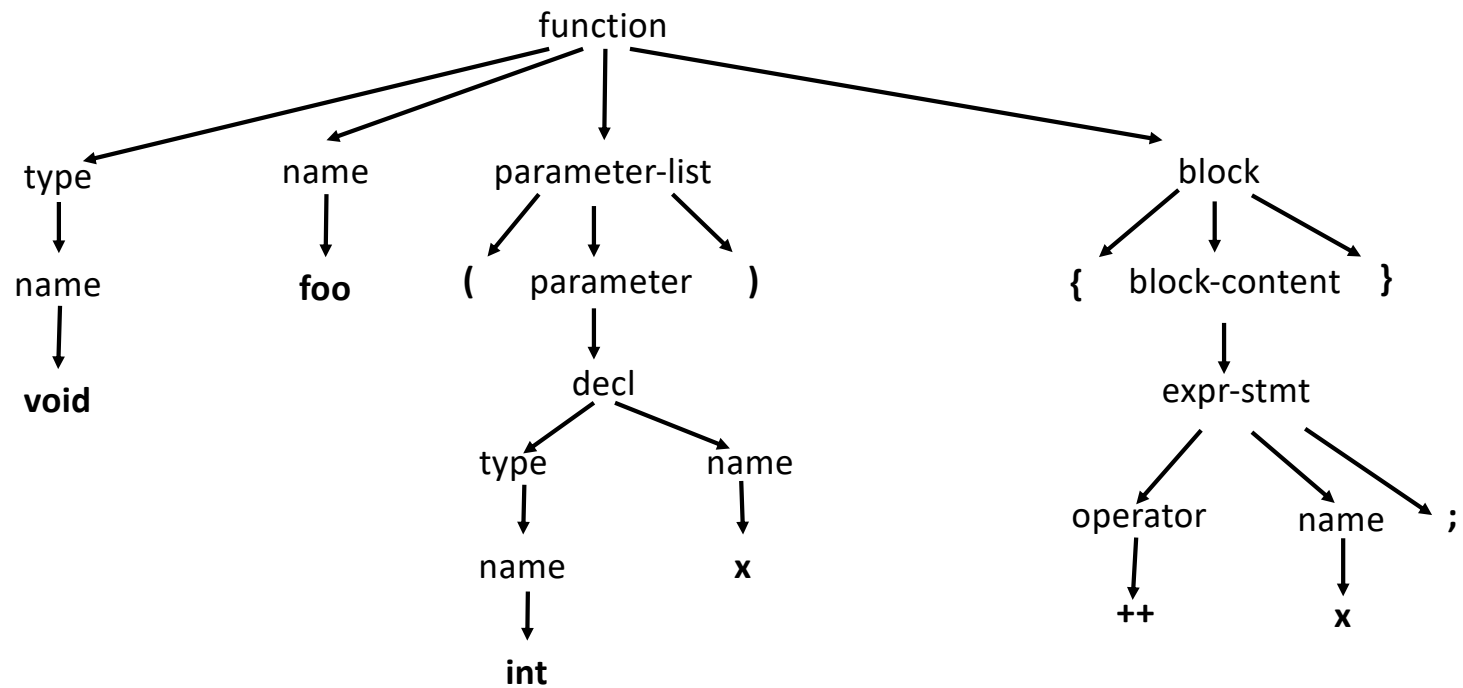 function
type name parameter-list block
name foo ( parameter ) { block-content }
void decl expr-stmt
type name operator name ;
name x ++ x
int